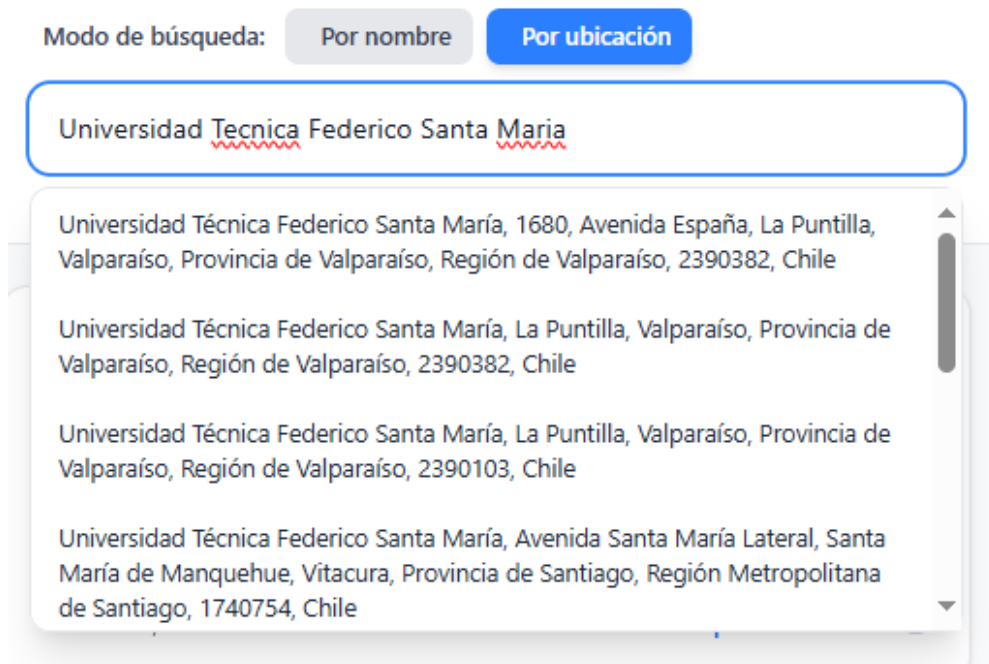 Modo de búsqueda: Por nombre Por ubicación
Universidad Tecnica Federico Santa Maria
Universidad Técnica Federico Santa María, 1680, Avenida España, La Puntilla,
Valparaíso, Provincia de Valparaíso, Región de Valparaíso, 2390382, Chile
Universidad Técnica Federico Santa María, La Puntilla, Valparaíso, Provincia de
Valparaíso, Región de Valparaíso, 2390382, Chile
Universidad Técnica Federico Santa María, La Puntilla, Valparaíso, Provincia de
Valparaíso, Región de Valparaíso, 2390103, Chile
Universidad Técnica Federico Santa María, Avenida Santa María Lateral, Santa
María de Manquehue, Vitacura, Provincia de Santiago, Región Metropolitana
de Santiago, 1740754, Chile